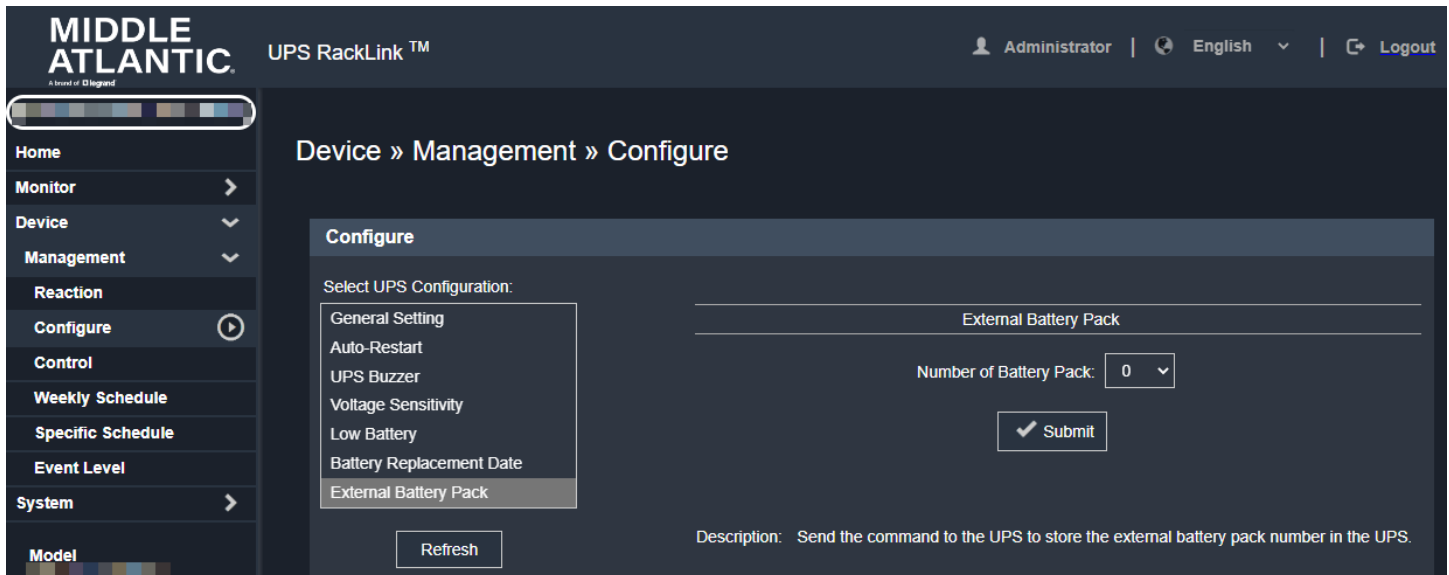 MIDDLE
ATLANTIC.
A brand of legrand
UPS RackLink ™
Administrator | English | Logout
Home
Monitor
Device
Management
Reaction
Configure
Control
Weekly Schedule
Specific Schedule
Event Level
System
Model
Device » Management » Configure
Configure
Select UPS Configuration:
General Setting
Auto-Restart
UPS Buzzer
Voltage Sensitivity
Low Battery
Battery Replacement Date
External Battery Pack
Refresh
External Battery Pack
Number of Battery Pack: 0
Submit
Description: Send the command to the UPS to store the external battery pack number in the UPS.